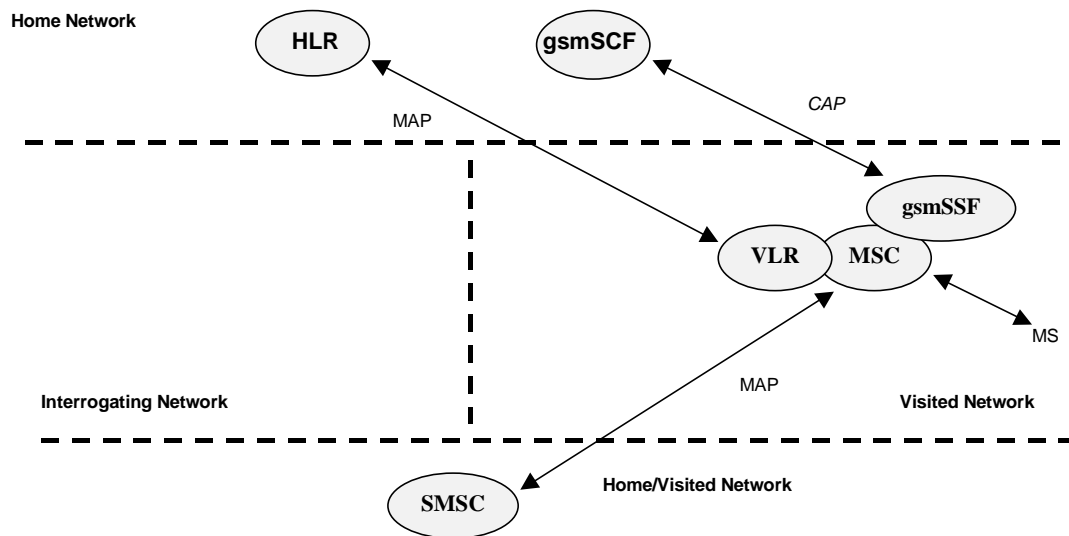 Home Network
HLR
gsmSCF
CAP
MAP
gsmSSF
VLR
MSC
MS
MAP
Interrogating Network
Visited Network
Home/Visited Network
SMSC